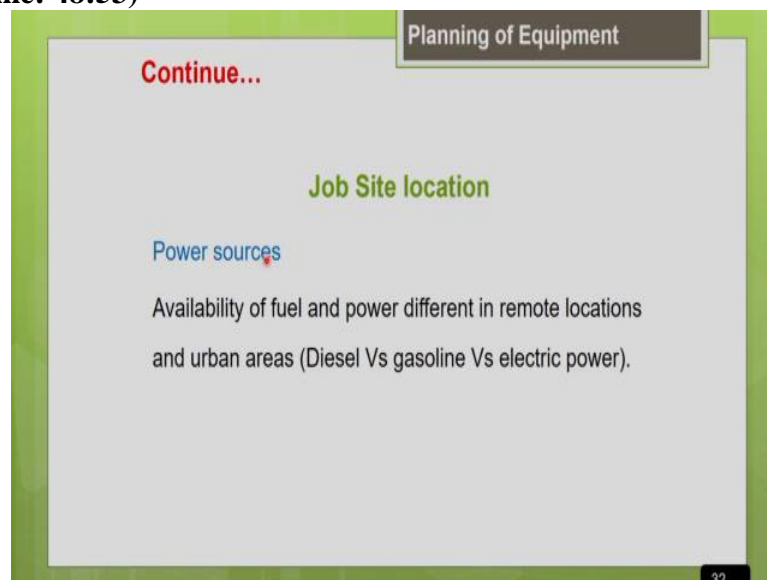 Planning of Equipment
Continue...
Job Site location
Power sources
Availability of fuel and power different in remote locations
and urban areas (Diesel Vs gasoline Vs electric power).
32